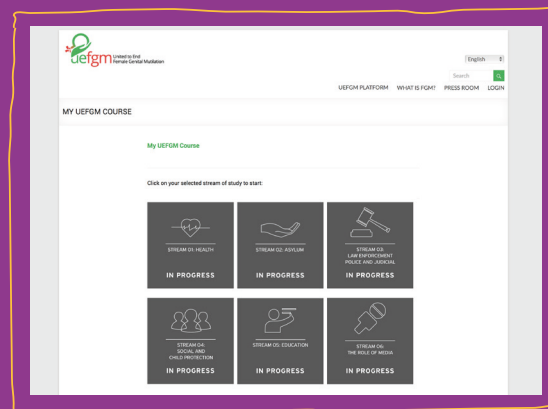 uefgm United to End
Female Genital Mutilation
English
Search
UEFGM PLATFORM WHAT IS FGM? PRESS ROOM LOGIN
MY UEFGM COURSE
My UEFGM Course
Click on your selected stream of study to start:
STREAM 01: HEALTH
IN PROGRESS
STREAM 02: ASYLUM
IN PROGRESS
STREAM 03:
LAW ENFORCEMENT
POLICE AND JUDICIAL
IN PROGRESS
STREAM 04:
SOCIAL AND
CHILD PROTECTION
IN PROGRESS
STREAM 05: EDUCATION
IN PROGRESS
STREAM 06:
THE ROLE OF MEDIA
IN PROGRESS